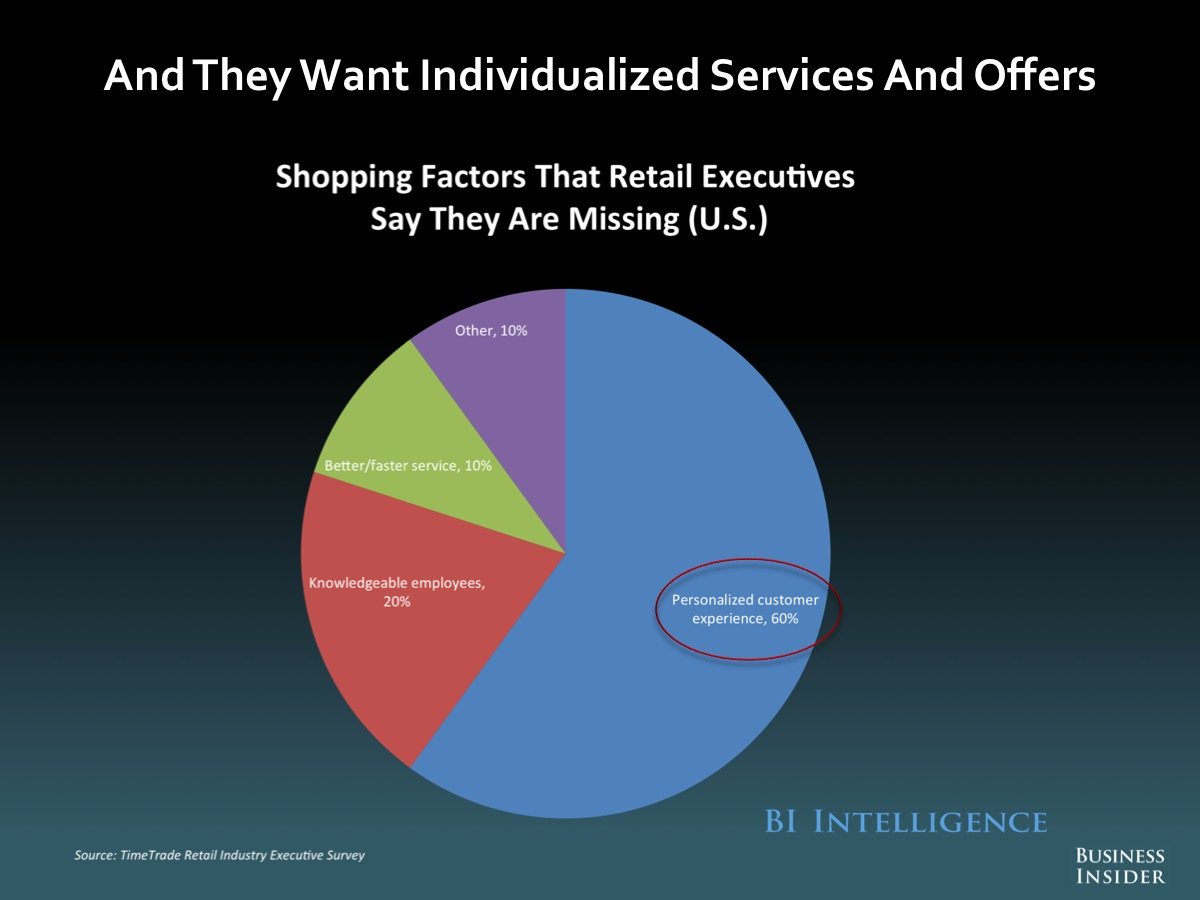 And They Want Individualized Services And Offers
Shopping Factors That Retail Executives
Say They Are Missing (U.S.)
Other, 10%
Better/faster service, 10%
Knowledgeable employees,
20%
Personalized customer
experience, 60%
BI INTELLIGENCE
Source: TimeTrade Retail Industry Executive Survey
BUSINESS
INSIDER